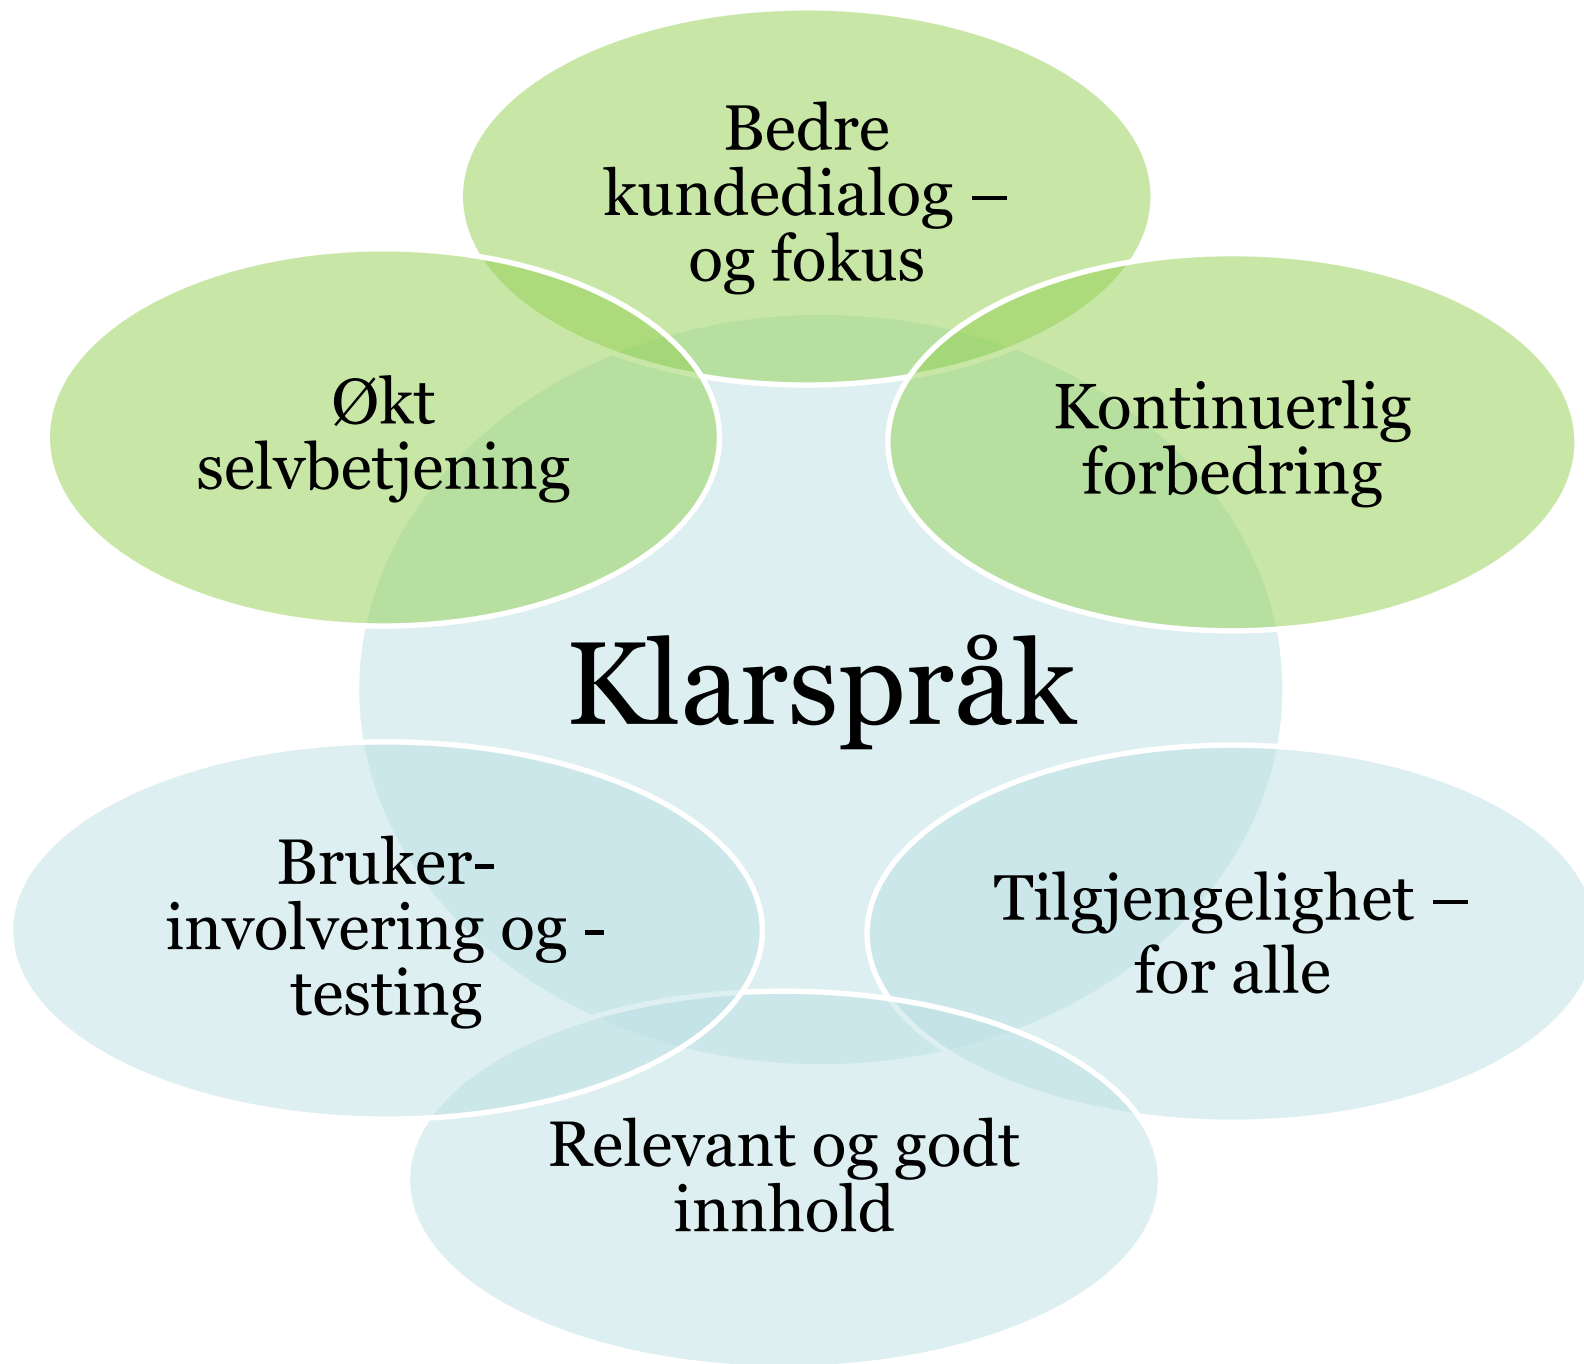 Bedre
kundedialog –
og fokus
Økt
selvbetjening
Kontinuerlig
forbedring
Klarspråk
Bruker-
involvering og -
testing
Tilgjengelighet –
for alle
Relevant og godt
innhold